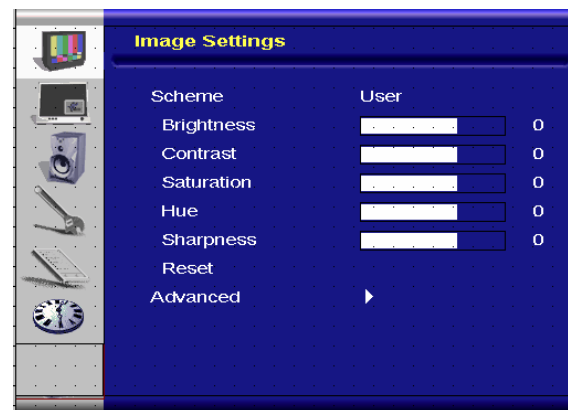 Image Settings
Scheme User
Brightness 0
Contrast 0
Saturation 0
Hue 0
Sharpness 0
Reset
Advanced